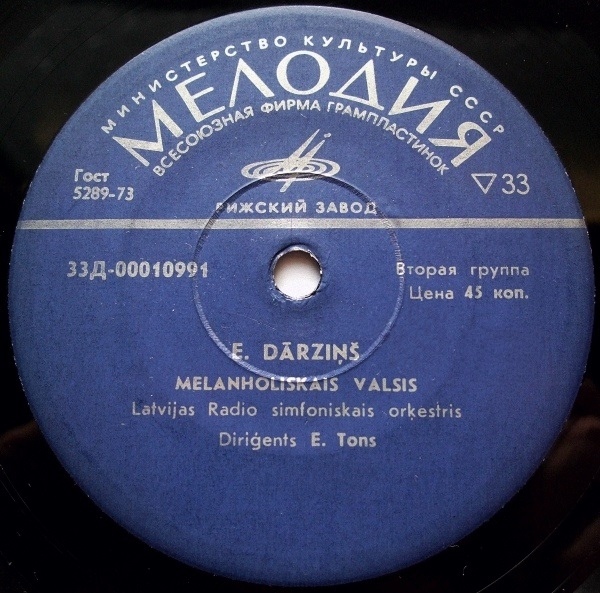 МИНИСТЕРСТВО КУЛЬТУРЫ СССР
МЕЛОДИЯ
ВСЕСОЮЗНАЯ ФИРМА ГРАМПЛАСТИНОК
Гост
5289-73
▽33
РИЖСКИЙ ЗАВОД
33Д-00010991
Вторая группа
Цена 45 коп.
E. DĀRZIŅŠ
MELANHOLISKAIS VALSIS
Latvijas Radio simfoniskais orķestris
Diriģents E. Tons